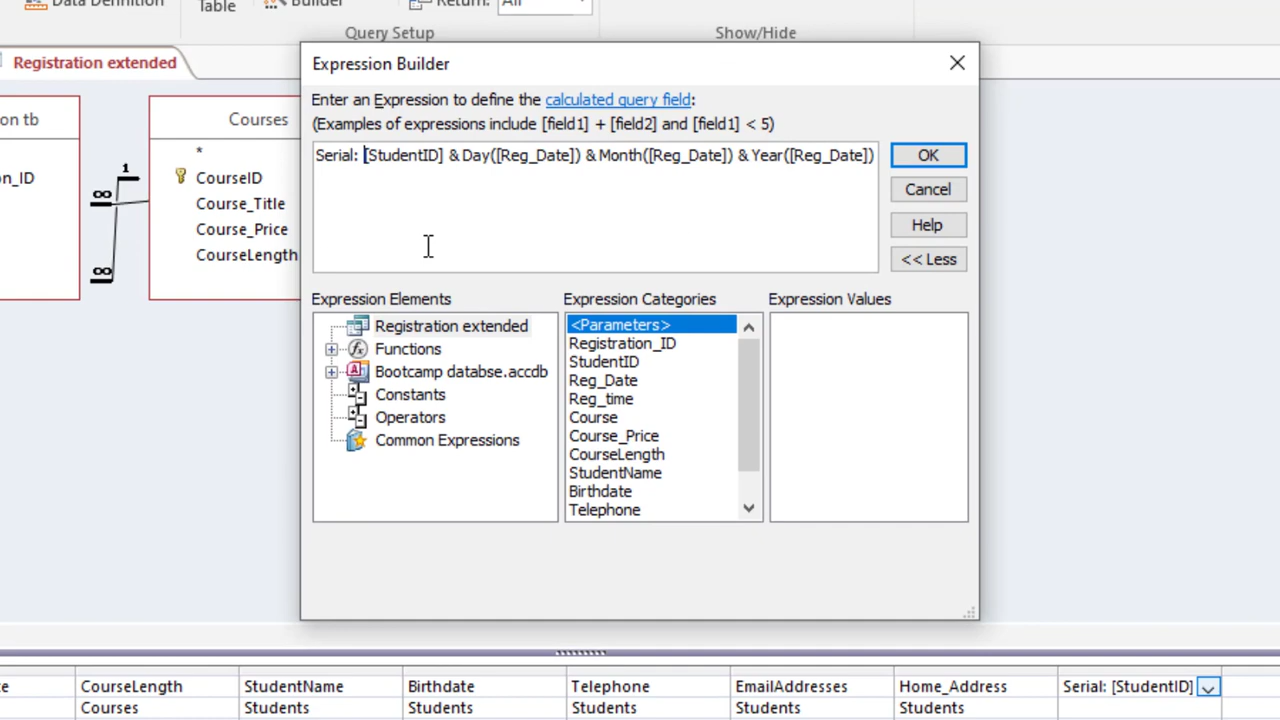 Data Definition
Table
Builder
Return:
All
Query Setup
Show/Hide
Registration extended
Expression Builder
Enter an Expression to define the calculated query field:
(Examples of expressions include [field1] + [field2] and [field1] < 5)
Serial: [StudentID] & Day([Reg_Date]) & Month([Reg_Date]) & Year([Reg_Date])
OK
Cancel
Help
<< Less
on tb
on_ID
Courses
*
CourseID
Course_Title
Course_Price
CourseLength
1
∞
∞
Expression Elements
Registration extended
Functions
Bootcamp databse.accdb
Constants
Operators
Common Expressions
Expression Categories
<Parameters>
Registration_ID
StudentID
Reg_Date
Reg_time
Course
Course_Price
CourseLength
StudentName
Birthdate
Telephone
Expression Values
e CourseLength StudentName Birthdate Telephone EmailAddresses Home_Address Serial: [StudentID]
Courses Students Students Students Students Students